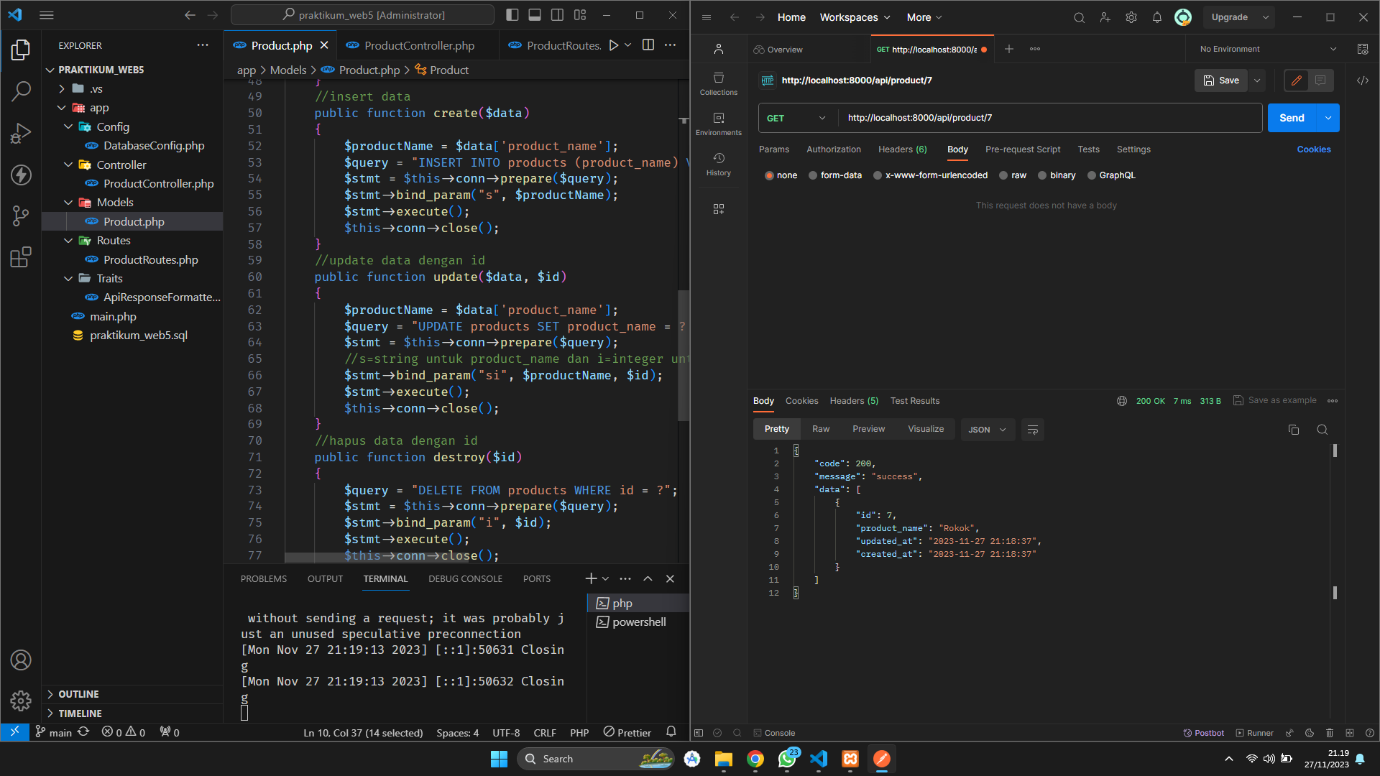 praktikum_web5 [Administrator]
EXPLORER
PRAKTIKUM_WEB5
.vs
app
Config
DatabaseConfig.php
Controller
ProductController.php
Models
Product.php
Routes
ProductRoutes.php
Traits
ApiResponseFormatte...
main.php
praktikum_web5.sql
OUTLINE
TIMELINE
Product.php
ProductController.php
ProductRoutes.
app > Models > Product.php > Product
48 }
49 //insert data
50 public function create($data)
51 {
52 $productName = $data['product_name'];
53 $query = "INSERT INTO products (product_name)
54 $stmt = $this->conn->prepare($query);
55 $stmt->bind_param("s", $productName);
56 $stmt->execute();
57 $this->conn->close();
58 }
59 //update data dengan id
60 public function update($data, $id)
61 {
62 $productName = $data['product_name'];
63 $query = "UPDATE products SET product_name = ?
64 $stmt = $this->conn->prepare($query);
65 //s=string untuk product_name dan i=integer unt
66 $stmt->bind_param("si", $productName, $id);
67 $stmt->execute();
68 $this->conn->close();
69 }
70 //hapus data dengan id
71 public function destroy($id)
72 {
73 $query = "DELETE FROM products WHERE id = ?";
74 $stmt = $this->conn->prepare($query);
75 $stmt->bind_param("i", $id);
76 $stmt->execute();
77 $this->conn->close();
PROBLEMS OUTPUT TERMINAL DEBUG CONSOLE PORTS
without sending a request; it was probably j
ust an unused speculative preconnection
[Mon Nov 27 21:19:13 2023] [::1]:50631 Closin
g
[Mon Nov 27 21:19:13 2023] [::1]:50632 Closin
g
php
powershell
main 0 0 0 Ln 10, Col 37 (14 selected) Spaces: 4 UTF-8 CRLF PHP Prettier
Home Workspaces More Upgrade
Overview GET http://localhost:8000/a No Environment
Collections
Environments
History
http://localhost:8000/api/product/7 Save
GET http://localhost:8000/api/product/7 Send
Params Authorization Headers (6) Body Pre-request Script Tests Settings Cookies
none form-data x-www-form-urlencoded raw binary GraphQL
This request does not have a body
Body Cookies Headers (5) Test Results 200 OK 7 ms 313 B Save as example
Pretty Raw Preview Visualize JSON
1 {
2 "code": 200,
3 "message": "success",
4 "data": [
5 {
6 "id": 7,
7 "product_name": "Rokok",
8 "updated_at": "2023-11-27 21:18:37",
9 "created_at": "2023-11-27 21:18:37"
10 }
11 ]
12 }
Console Postbot Runner
Search
23
21.19
27/11/2023